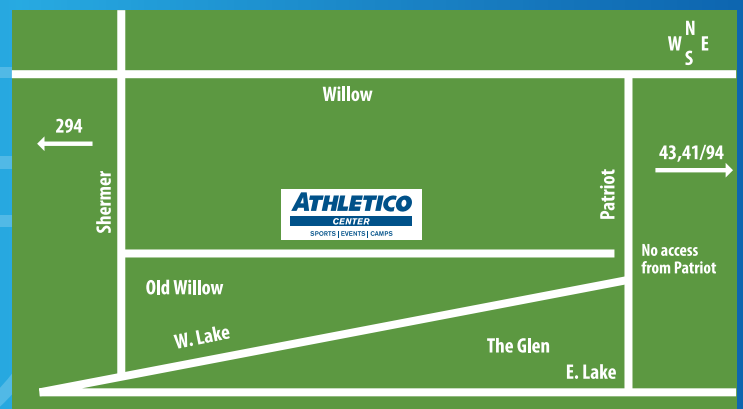 N
W E
S
Willow
294
43,41/94
Shermer
Patriot
ATHLETICO
CENTER
SPORTS | EVENTS | CAMPS
No access
from Patriot
Old Willow
W. Lake
The Glen
E. Lake